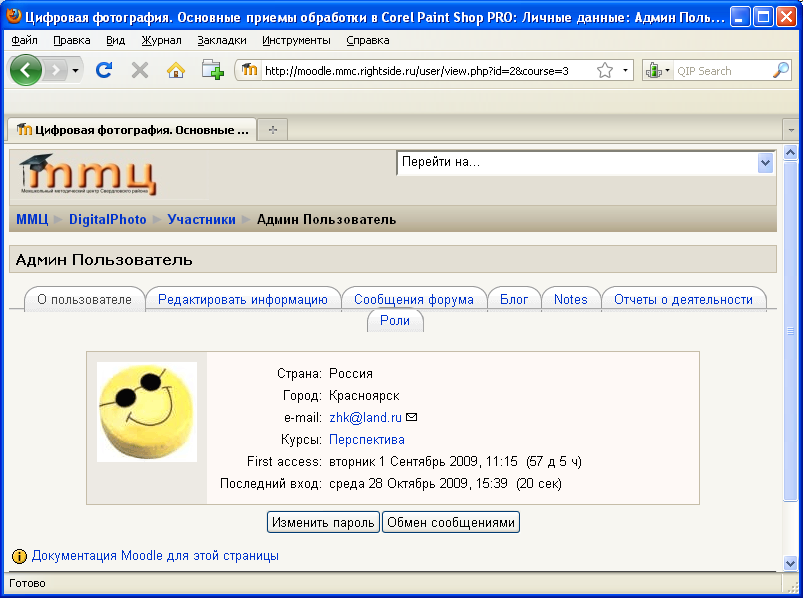 Цифровая фотография. Основные приемы обработки в Corel Paint Shop PRO: Личные данные: Админ Поль...
Файл Правка Вид Журнал Закладки Инструменты Справка
http://moodle.mmc.rightside.ru/user/view.php?id=2&course=3 QIP Search
Цифровая фотография. Основные ...
ммц Перейти на...
Межшкольный методический центр Свердловского района
ММЦ DigitalPhoto Участники Админ Пользователь
Админ Пользователь
О пользователе Редактировать информацию Сообщения форума Блог Notes Отчеты о деятельности
Роли
Страна: Россия
Город: Красноярск
e-mail: zhk@land.ru
Курсы: Перспектива
First access: вторник 1 Сентябрь 2009, 11:15 (57 д 5 ч)
Последний вход: среда 28 Октябрь 2009, 15:39 (20 сек)
Изменить пароль Обмен сообщениями
Документация Moodle для этой страницы
Готово